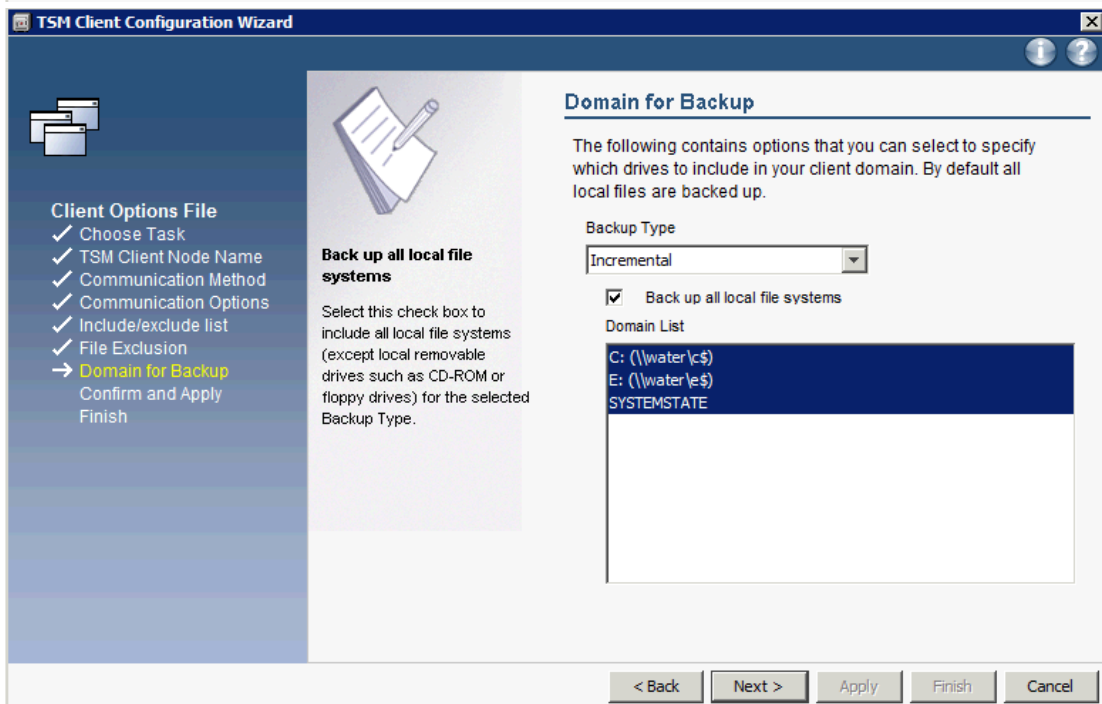 TSM Client Configuration Wizard
Client Options File
Choose Task
TSM Client Node Name
Communication Method
Communication Options
Include/exclude list
File Exclusion
Domain for Backup
Confirm and Apply
Finish
Back up all local file
systems
Select this check box to
include all local file systems
(except local removable
drives such as CD-ROM or
floppy drives) for the selected
Backup Type.
Domain for Backup
The following contains options that you can select to specify
which drives to include in your client domain. By default all
local files are backed up.
Backup Type
Incremental
Back up all local file systems
Domain List
C: (\\water\c$)
E: (\\water\e$)
SYSTEMSTATE
< Back Next > Apply Finish Cancel